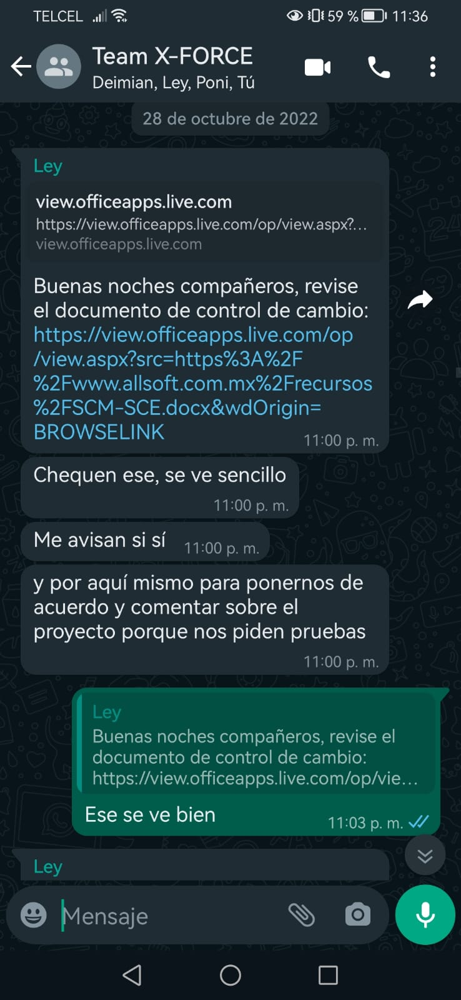 TELCEL 59 % 11:36
Team X-FORCE
Deimian, Ley, Poni, Tú
28 de octubre de 2022
Ley
view.officeapps.live.com
https://view.officeapps.live.com/op/view.aspx?...
view.officeapps.live.com
Buenas noches compañeros, revise
el documento de control de cambio:
https://view.officeapps.live.com/op
/view.aspx?src=https%3A%2F
%2Fwww.allsoft.com.mx%2Frecursos
%2FSCM-SCE.docx&wdOrigin=
BROWSELINK
11:00 p. m.
Chequen ese, se ve sencillo
11:00 p. m.
Me avisan si sí 11:00 p. m.
y por aquí mismo para ponernos de
acuerdo y comentar sobre el
proyecto porque nos piden pruebas
11:00 p. m.
Ley
Buenas noches compañeros, revise el
documento de control de cambio:
https://view.officeapps.live.com/op/vie...
Ese se ve bien 11:03 p. m.
Ley
Mensaje